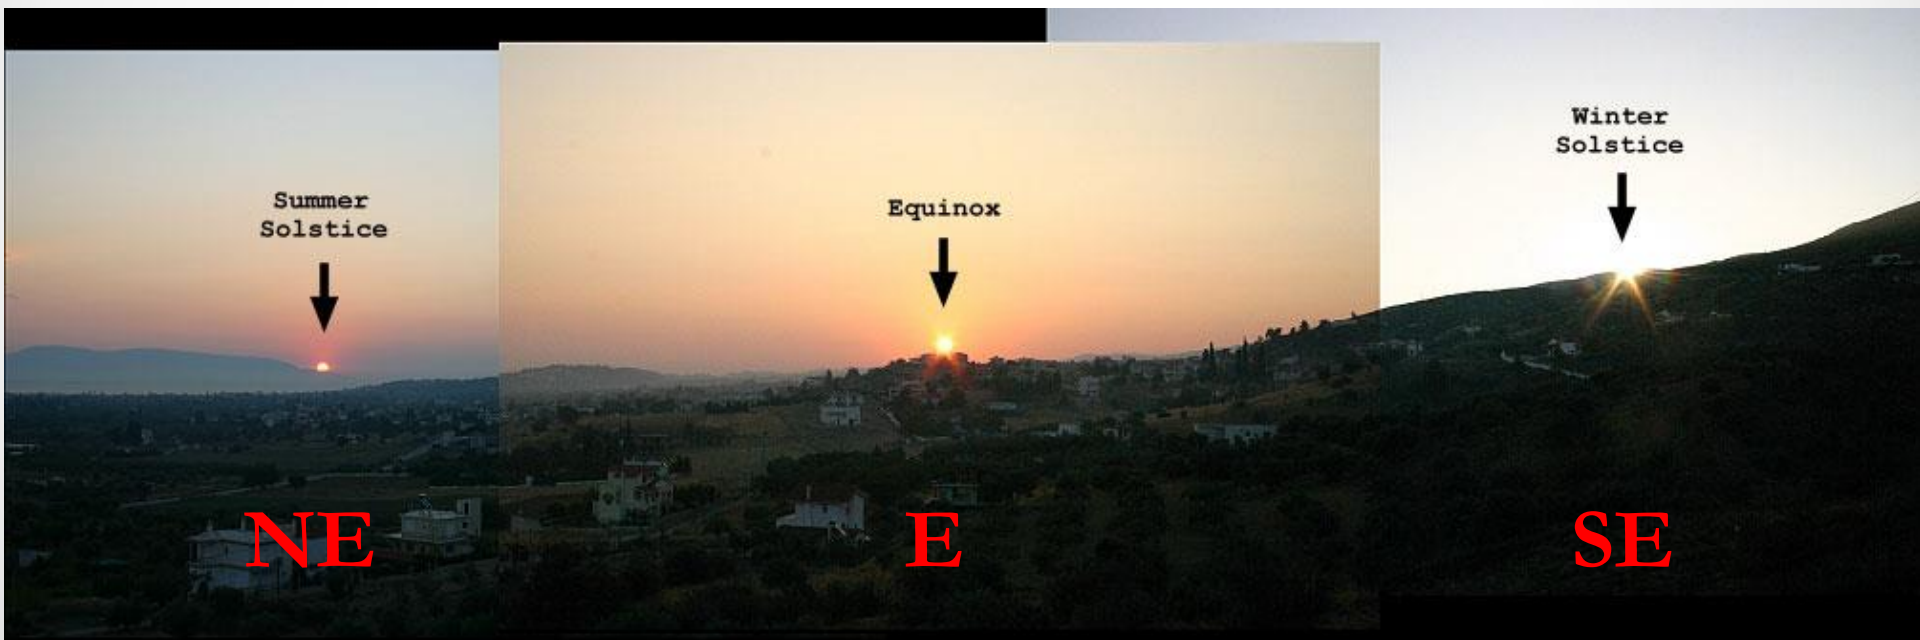 Summer
Solstice
Equinox
Winter
Solstice
NE
E
SE